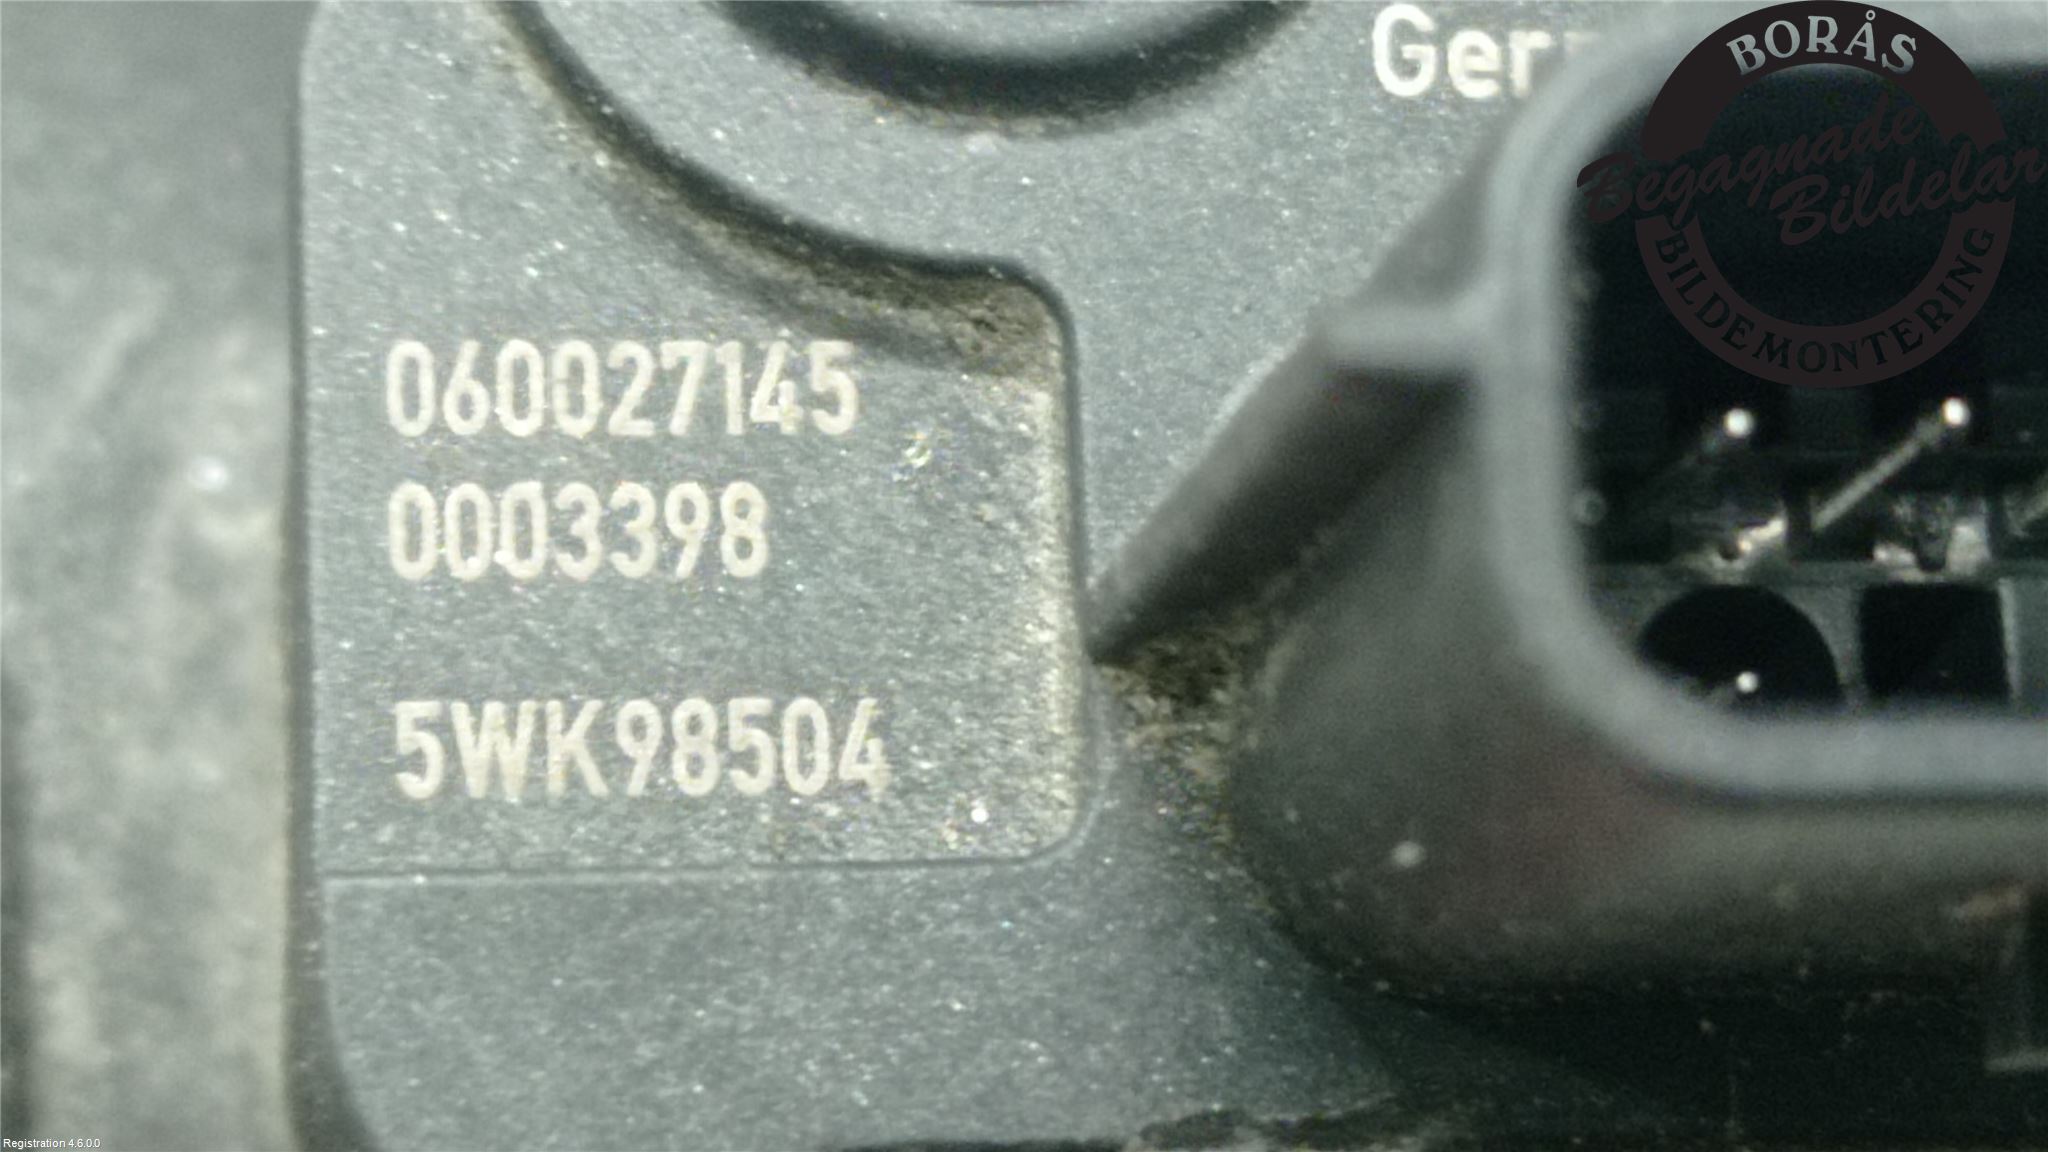 Ger
BORÅS
Begagnade
Bildelar
BILDEMONTERING
060027145
0003398
5WK98504
Registration 4.6.0.0